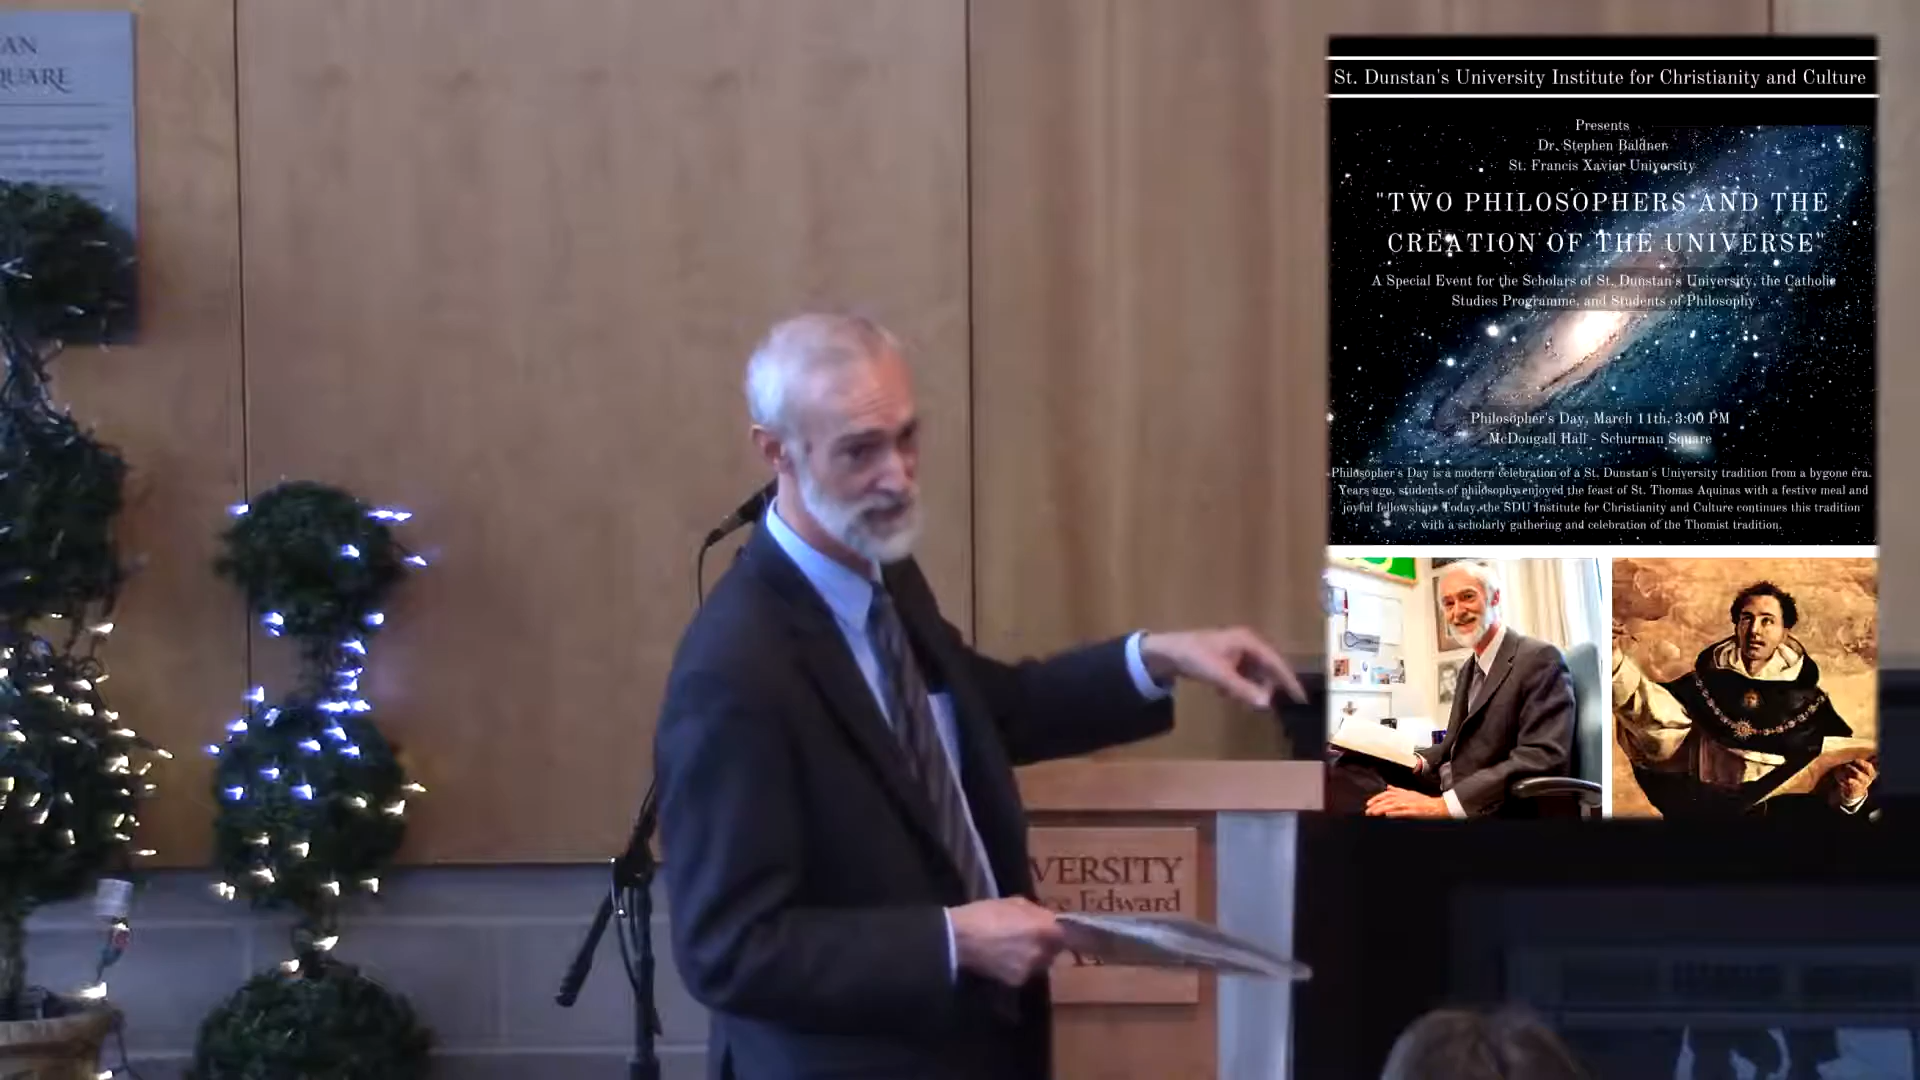 AN
QUARE
St. Dunstan's University Institute for Christianity and Culture
Presents
Dr. Stephen Baldner
St. Francis Xavier University
"TWO PHILOSOPHERS AND THE
CREATION OF THE UNIVERSE"
A Special Event for the Scholars of St. Dunstan's University, the Catholic
Studies Programme, and Students of Philosophy
Philosopher's Day, March 11th, 3:00 PM
McDougall Hall - Schurman Square
Philosopher's Day is a modern celebration of a St. Dunstan's University tradition from a bygone era.
Years ago, students of philosophy enjoyed the feast of St. Thomas Aquinas with a festive meal and
joyful fellowship. Today, the SDU Institute for Christianity and Culture continues this tradition
with a scholarly gathering and celebration of the Thomist tradition.
VERSITY
ce Edward